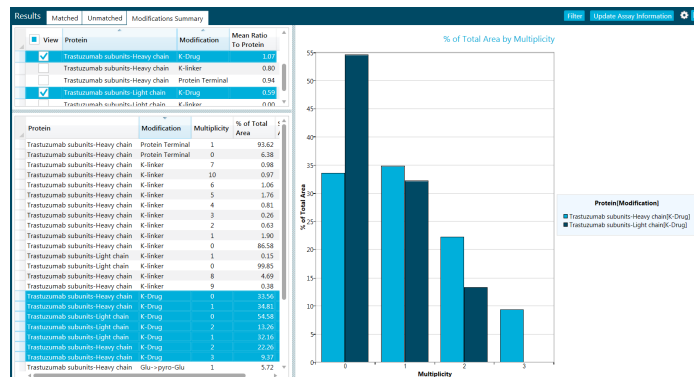 Results Matched Unmatched Modifications Summary Filter Update Assay Information
View Protein Modification Mean Ratio To Protein
Trastuzumab subunits-Heavy chain K-Drug 1.07
Trastuzumab subunits-Heavy chain K-linker 0.80
Trastuzumab subunits-Heavy chain Protein Terminal 0.94
Trastuzumab subunits-Light chain K-Drug 0.59
Trastuzumab subunits-Light chain K-linker 0.00
Protein Modification Multiplicity % of Total Area
Trastuzumab subunits-Heavy chain Protein Terminal 1 93.62
Trastuzumab subunits-Heavy chain Protein Terminal 0 6.38
Trastuzumab subunits-Heavy chain K-linker 7 0.98
Trastuzumab subunits-Heavy chain K-linker 10 0.97
Trastuzumab subunits-Heavy chain K-linker 6 1.06
Trastuzumab subunits-Heavy chain K-linker 5 1.76
Trastuzumab subunits-Heavy chain K-linker 4 0.81
Trastuzumab subunits-Heavy chain K-linker 3 0.26
Trastuzumab subunits-Heavy chain K-linker 2 0.63
Trastuzumab subunits-Heavy chain K-linker 1 1.90
Trastuzumab subunits-Heavy chain K-linker 0 86.58
Trastuzumab subunits-Light chain K-linker 1 0.15
Trastuzumab subunits-Light chain K-linker 0 99.85
Trastuzumab subunits-Heavy chain K-linker 8 4.69
Trastuzumab subunits-Heavy chain K-linker 9 0.38
Trastuzumab subunits-Heavy chain K-Drug 0 33.56
Trastuzumab subunits-Heavy chain K-Drug 1 34.81
Trastuzumab subunits-Light chain K-Drug 0 54.58
Trastuzumab subunits-Light chain K-Drug 2 13.26
Trastuzumab subunits-Light chain K-Drug 1 32.16
Trastuzumab subunits-Heavy chain K-Drug 2 22.26
Trastuzumab subunits-Heavy chain K-Drug 3 9.37
Trastuzumab subunits-Heavy chain Glu->pyro-Glu 1 5.72
% of Total Area by Multiplicity
% of Total Area
55
50
45
40
35
30
25
20
15
10
5
0
0 1 2 3
Multiplicity
Protein[Modification]
Trastuzumab subunits-Heavy chain[K-Drug]
Trastuzumab subunits-Light chain[K-Drug]